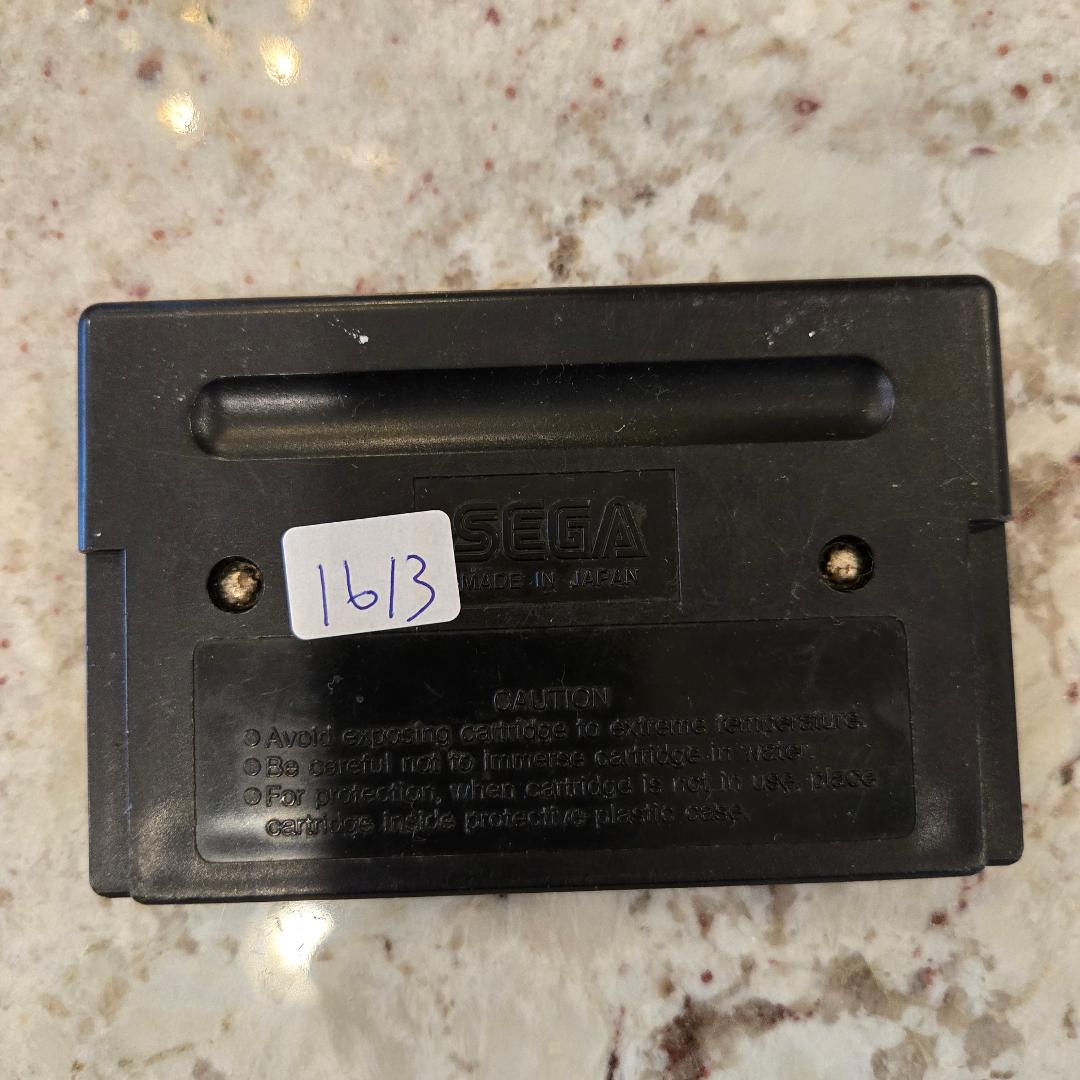 SEGA
MADE IN JAPAN
1613
CAUTION
●Avoid exposing cartridge to extreme temperature.
●Be careful not to immerse cartridge in water.
●For protection, when cartridge is not in use, place
cartridge inside protective plastic case.